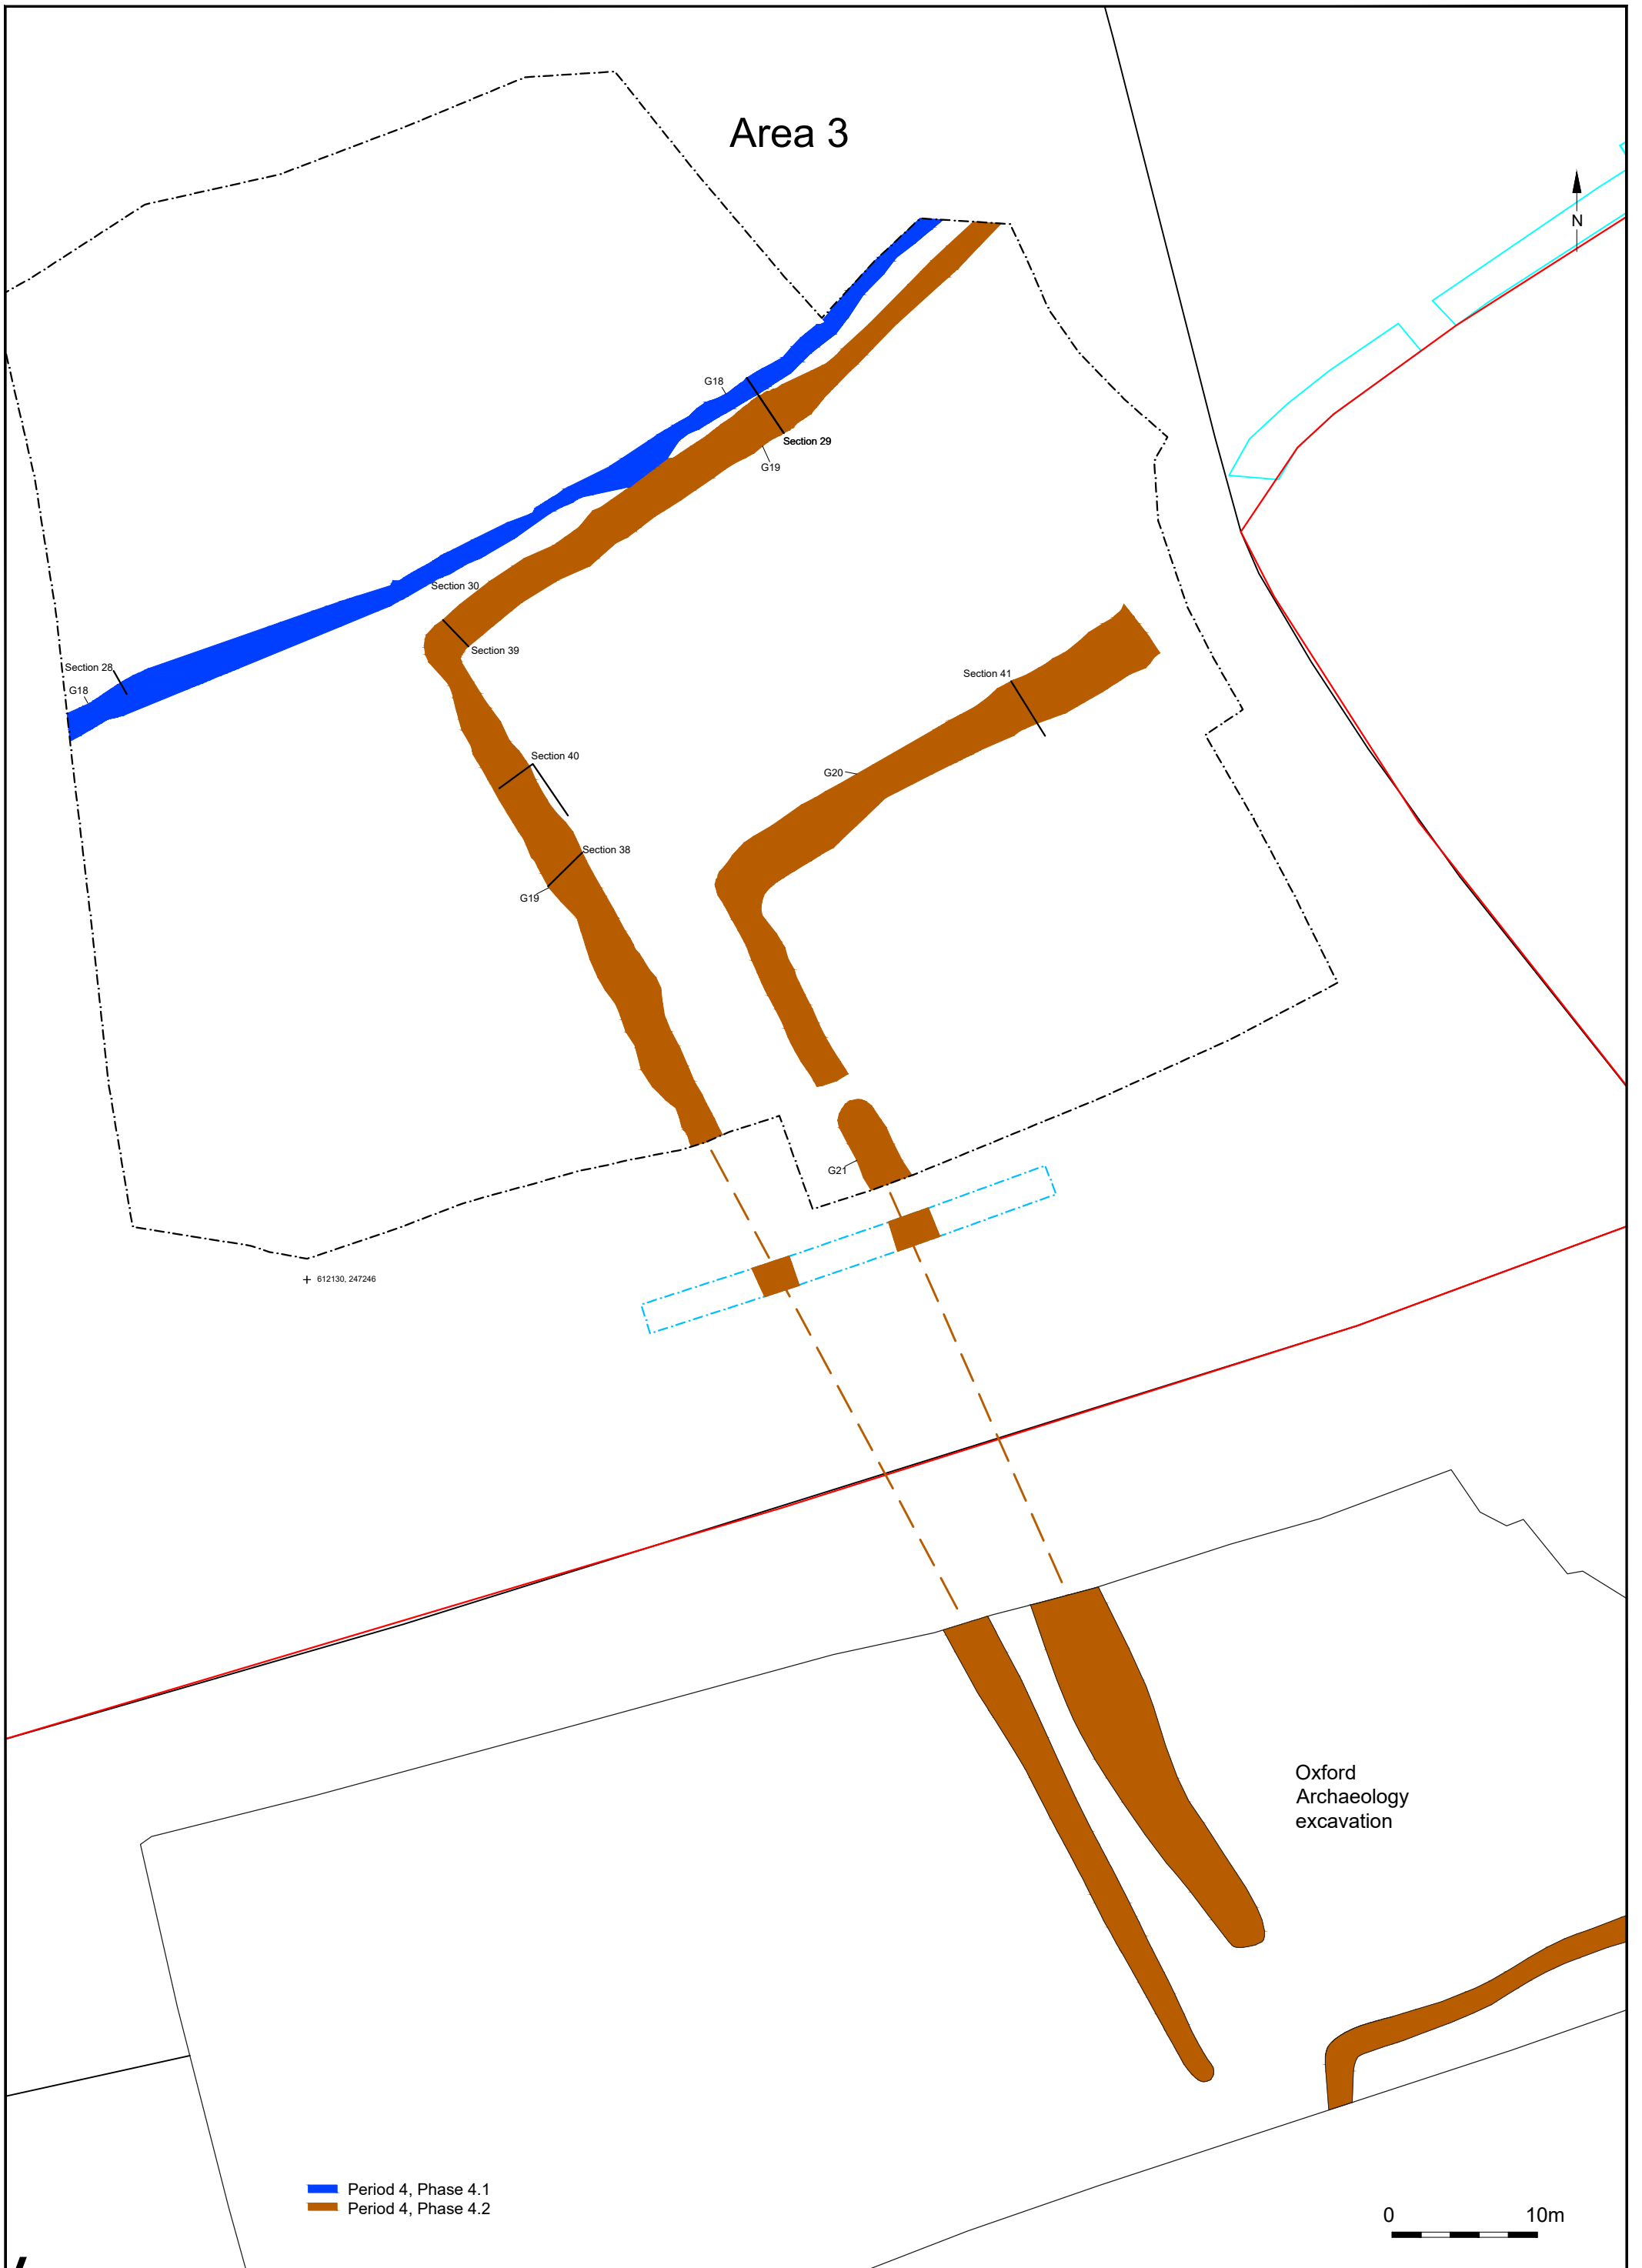 Area 3
N
G18
Section 29
G19
Section 30
Section 39
Section 28
G18
Section 41
Section 40
G20
Section 38
G19
G21
612130, 247246
Oxford
Archaeology
excavation
Period 4, Phase 4.1
Period 4, Phase 4.2
0 10m